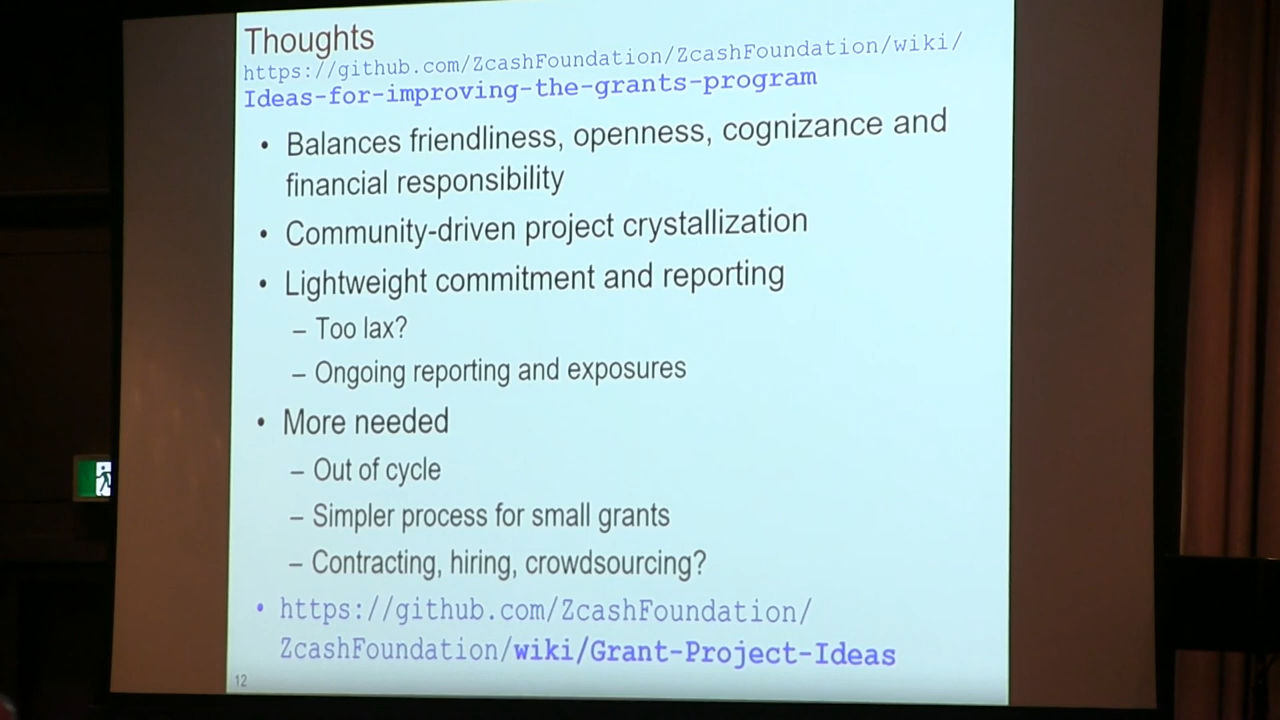 Thoughts
https://github.com/ZcashFoundation/ZcashFoundation/wiki/
Ideas-for-improving-the-grants-program
• Balances friendliness, openness, cognizance and
financial responsibility
• Community-driven project crystallization
• Lightweight commitment and reporting
– Too lax?
– Ongoing reporting and exposures
• More needed
– Out of cycle
– Simpler process for small grants
– Contracting, hiring, crowdsourcing?
• https://github.com/ZcashFoundation/
ZcashFoundation/wiki/Grant-Project-Ideas
12